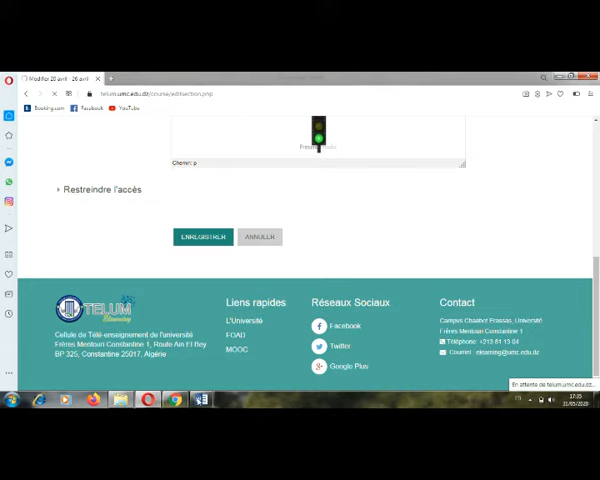 Modifier 20 avril - 26 avril
telum.umc.edu.dz/course/editsection.php
Booking.com Facebook YouTube
Chemin: p
Restreindre l'accès
ENREGISTRER ANNULER
TELUM
Elearning
Cellule de Télé-enseignement de l'université
Frères Mentouri Constantine 1, Route Ain El Bey
BP 325, Constantine 25017, Algérie
Liens rapides
L'Université
FOAD
MOOC
Réseaux Sociaux
Facebook
Twitter
Google Plus
Contact
Campus Chaabet Erssas, Université
Frères Mentouri Constantine 1
Téléphone: +213 81 13 04
Courriel : elearning@umc.edu.dz
En attente de telum.umc.edu.dz...
17:35
31/05/2020